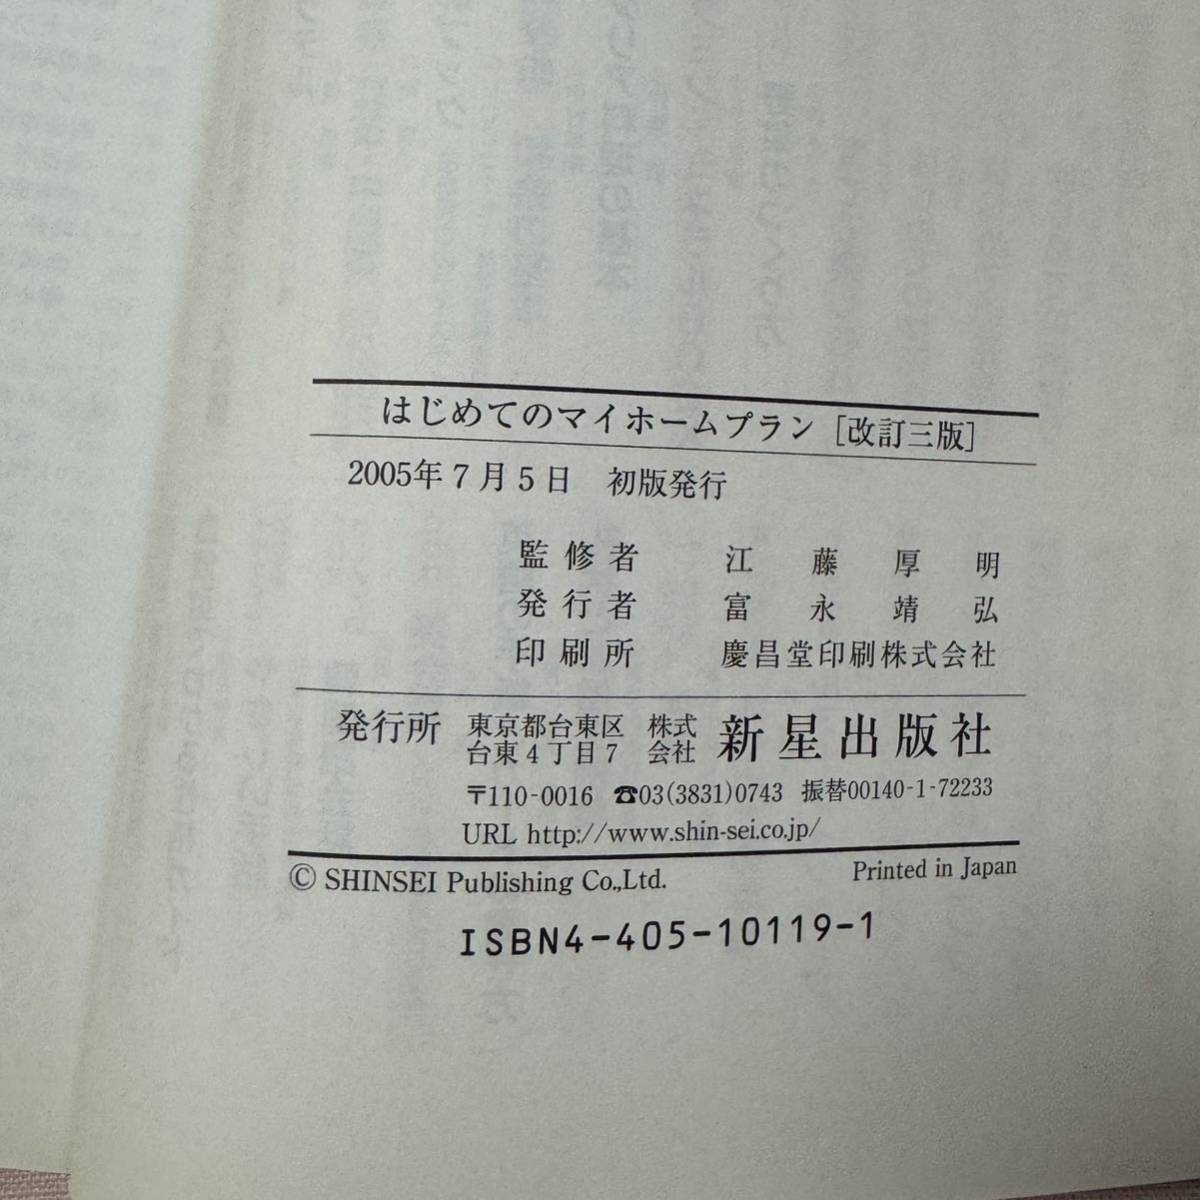 はじめてのマイホームプラン［改訂三版］
2005年7月5日　初版発行
監修者　江藤厚明
発行者　富永靖弘
印刷所　慶昌堂印刷株式会社
発行所　東京都台東区台東4丁目7　株式会社　新星出版社
〒110-0016　☎03(3831)0743　振替00140-1-72233
URL http://www.shin-sei.co.jp/
© SHINSEI Publishing Co.,Ltd.　Printed in Japan
ISBN4-405-10119-1